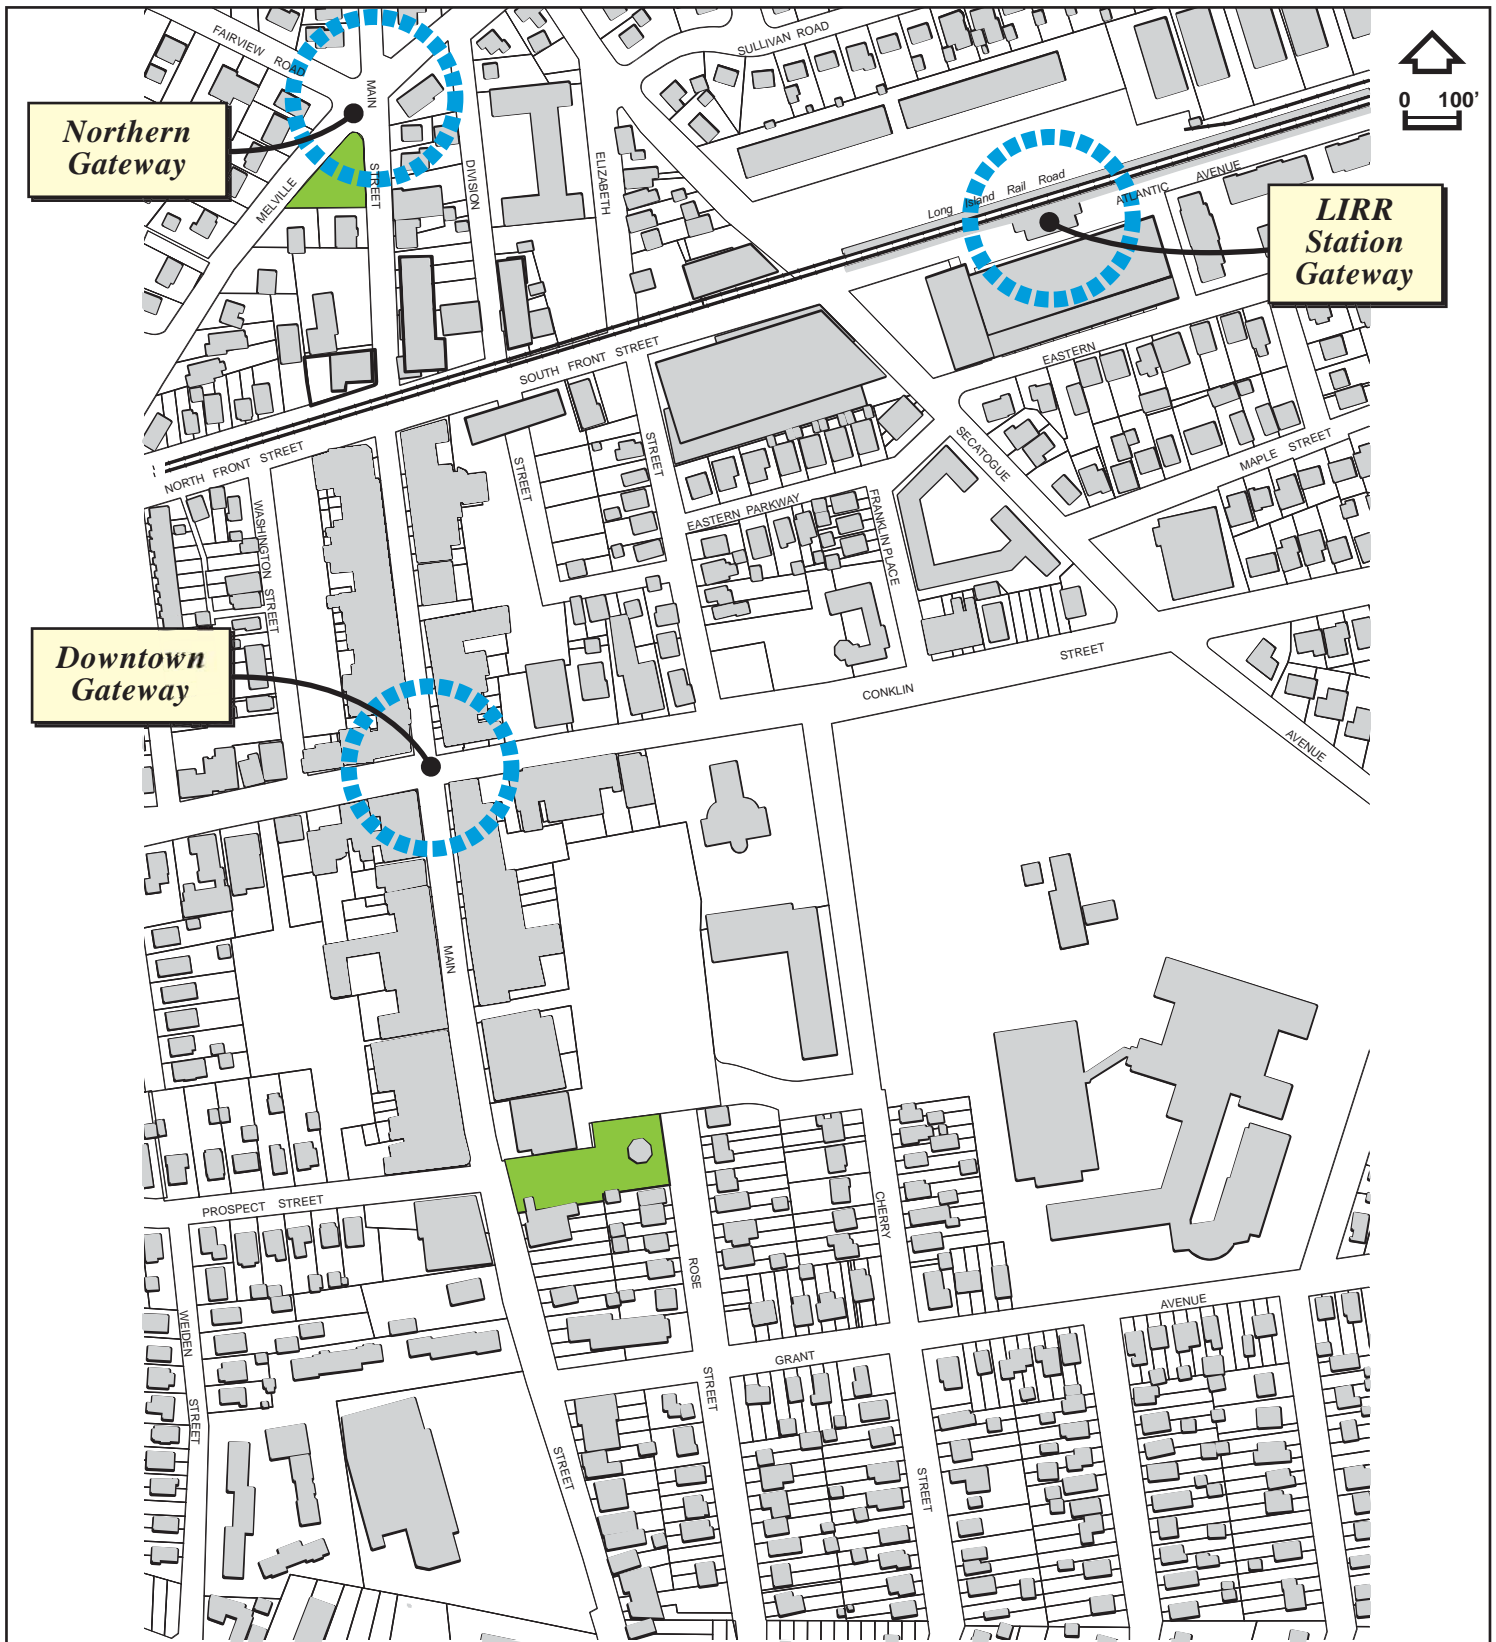 FAIRVIEW ROAD
MAIN
STREET
SULLIVAN ROAD
0 100'
Northern
Gateway
MELVILLE
DIVISION
ELIZABETH
Long Island Rail Road
ATLANTIC AVENUE
LIRR
Station
Gateway
SOUTH FRONT STREET
EASTERN
NORTH FRONT STREET
STREET
STREET
SECATOGUE
MAPLE STREET
WASHINGTON STREET
EASTERN PARKWAY
FRANKLIN PLACE
Downtown
Gateway
CONKLIN
STREET
AVENUE
MAIN
PROSPECT STREET
CHERRY
ROSE
WEIDEN
STREET
GRANT
AVENUE
STREET
STREET
STREET